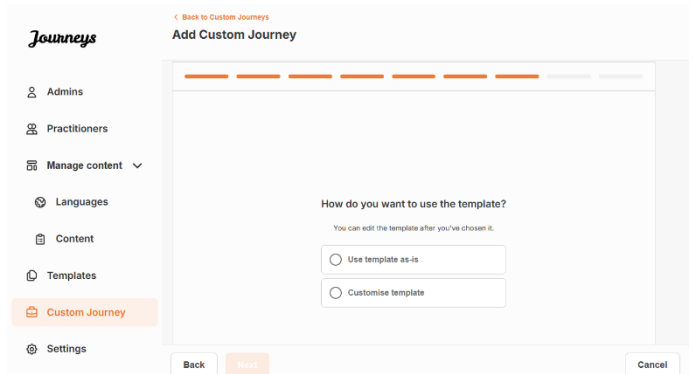 Journeys
Admins
Practitioners
Manage content
Languages
Content
Templates
Custom Journey
Settings
Back to Custom Journeys
Add Custom Journey
How do you want to use the template?
You can edit the template after you've chosen it.
Use template as-is
Customise template
Back
Next
Cancel